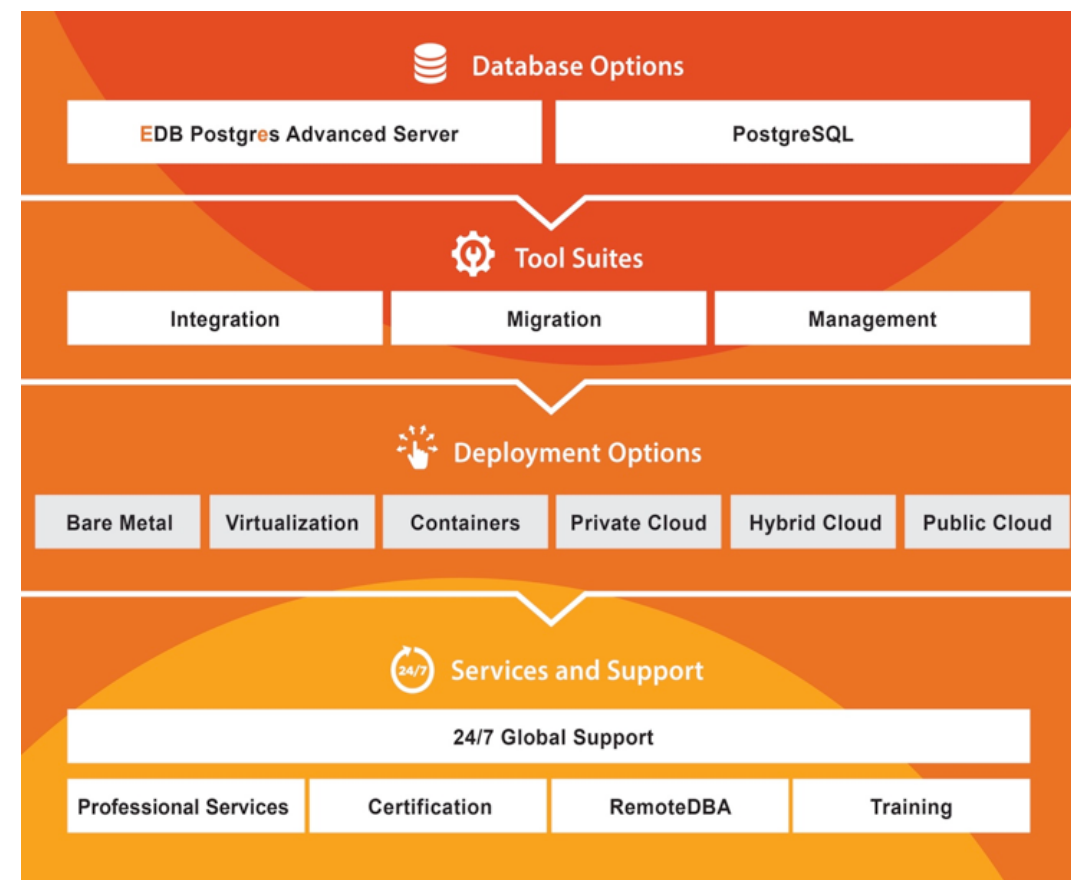 Database Options
EDB Postgres Advanced Server
PostgreSQL
Tool Suites
Integration
Migration
Management
Deployment Options
Bare Metal
Virtualization
Containers
Private Cloud
Hybrid Cloud
Public Cloud
24/7
Services and Support
24/7 Global Support
Professional Services
Certification
RemoteDBA
Training